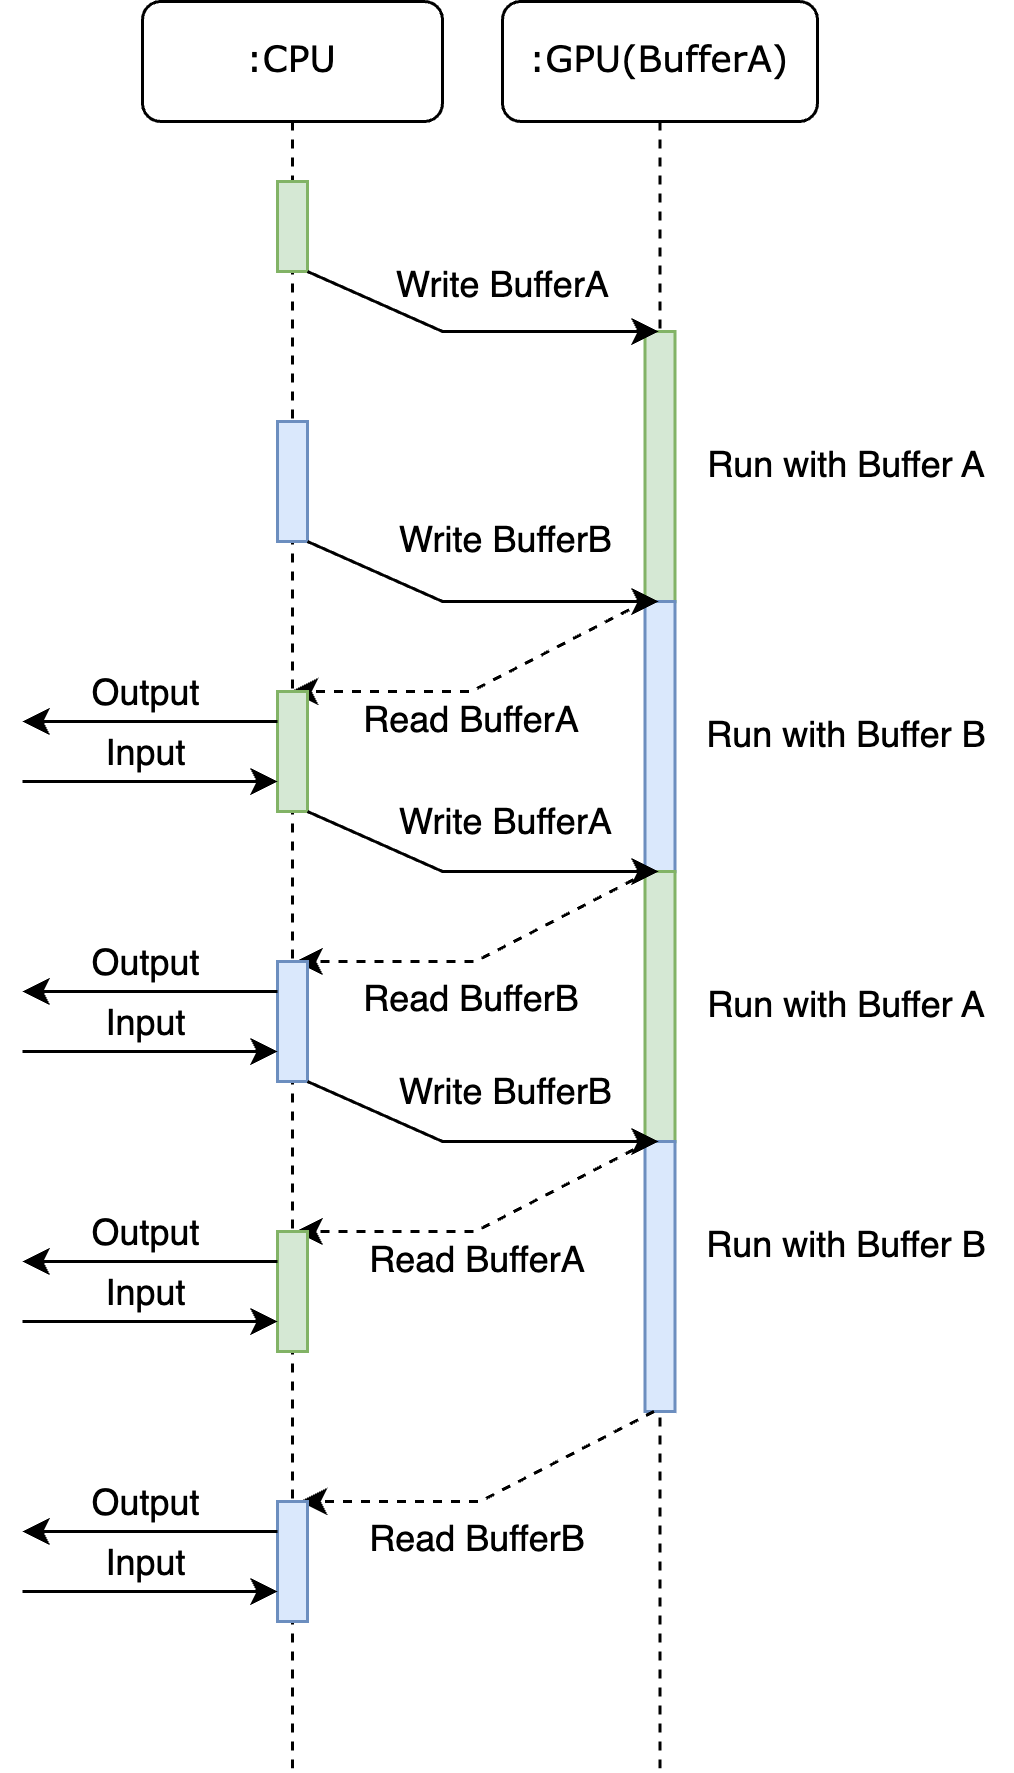 :CPU
:GPU(BufferA)
Write BufferA
Run with Buffer A
Write BufferB
Output
Read BufferA
Run with Buffer B
Input
Write BufferA
Output
Read BufferB
Run with Buffer A
Input
Write BufferB
Output
Read BufferA
Run with Buffer B
Input
Output
Read BufferB
Input